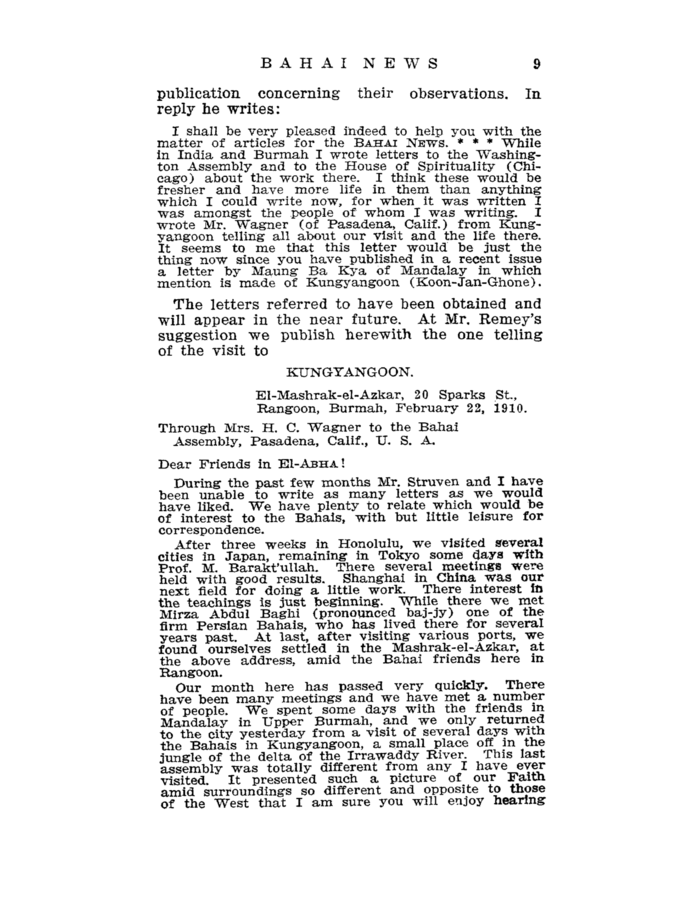 BAHAI NEWS 9
publication concerning their observations. In
reply he writes:
I shall be very pleased indeed to help you with the
matter of articles for the BAHAI NEWS. * * * While
in India and Burmah I wrote letters to the Washing-
ton Assembly and to the House of Spirituality (Chi-
cago) about the work there. I think these would be
fresher and have more life in them than anything
which I could write now, for when it was written I
was amongst the people of whom I was writing. I
wrote Mr. Wagner (of Pasadena, Calif.) from Kung-
yangoon telling all about our visit and the life there.
It seems to me that this letter would be just the
thing now since you have published in a recent issue
a letter by Maung Ba Kya of Mandalay in which
mention is made of Kungyangoon (Koon-Jan-Ghone).
The letters referred to have been obtained and
will appear in the near future. At Mr. Remey's
suggestion we publish herewith the one telling
of the visit to
KUNGYANGOON.
El-Mashrak-el-Azkar, 20 Sparks St.,
Rangoon, Burmah, February 22, 1910.
Through Mrs. H. C. Wagner to the Bahai
Assembly, Pasadena, Calif., U. S. A.
Dear Friends in El-ABHA!
During the past few months Mr. Struven and I have
been unable to write as many letters as we would
have liked. We have plenty to relate which would be
of interest to the Bahais, with but little leisure for
correspondence.
After three weeks in Honolulu, we visited several
cities in Japan, remaining in Tokyo some days with
Prof. M. Barakt'ullah. There several meetings were
held with good results. Shanghai in China was our
next field for doing a little work. There interest in
the teachings is just beginning. While there we met
Mirza Abdul Baghi (pronounced baj-jy) one of the
firm Persian Bahais, who has lived there for several
years past. At last, after visiting various ports, we
found ourselves settled in the Mashrak-el-Azkar, at
the above address, amid the Bahai friends here in
Rangoon.
Our month here has passed very quickly. There
have been many meetings and we have met a number
of people. We spent some days with the friends in
Mandalay in Upper Burmah, and we only returned
to the city yesterday from a visit of several days with
the Bahais in Kungyangoon, a small place off in the
jungle of the delta of the Irrawaddy River. This last
assembly was totally different from any I have ever
visited. It presented such a picture of our Faith
amid surroundings so different and opposite to those
of the West that I am sure you will enjoy hearing